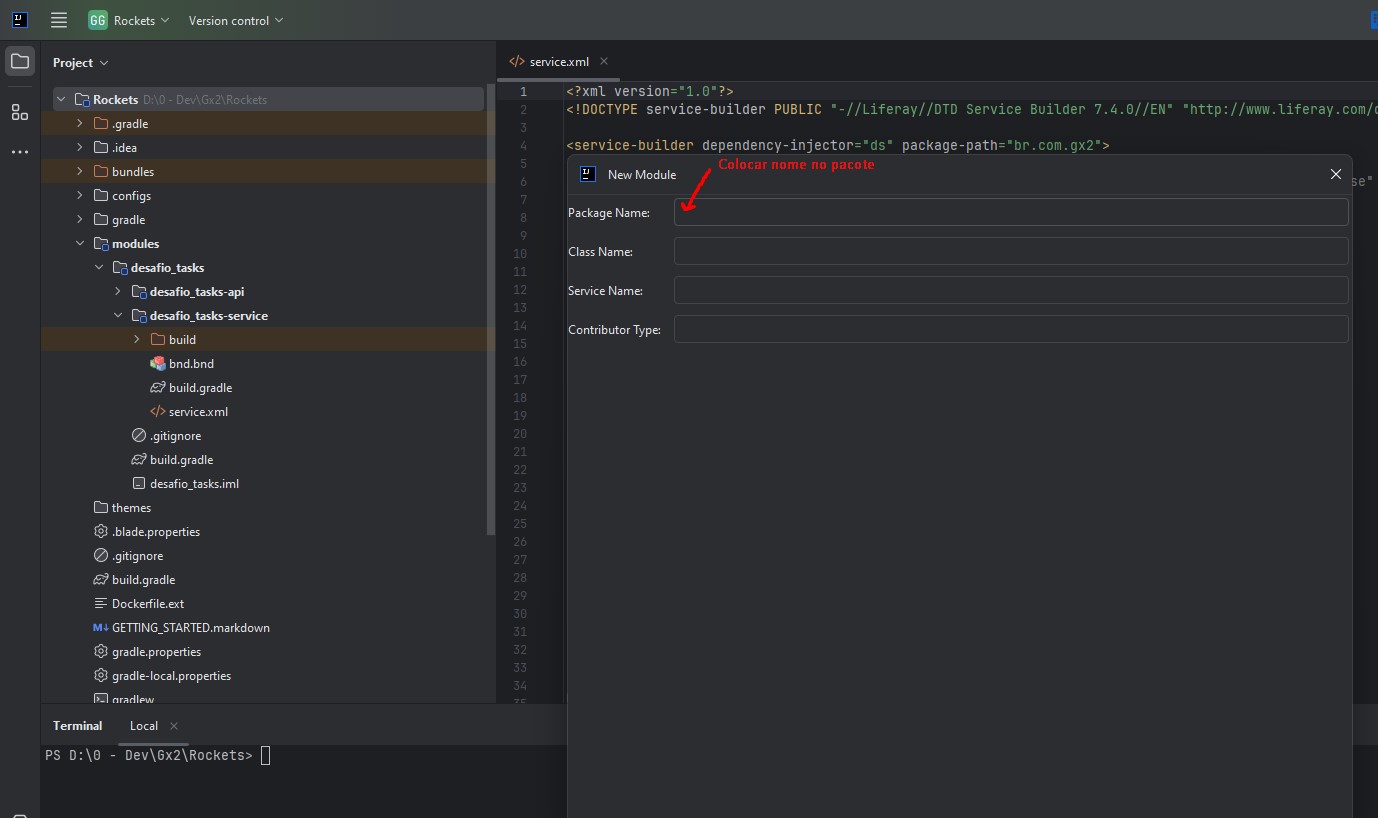 GG Rockets Version control
Project
service.xml
Rockets D:\0 - Dev\Gx2\Rockets
.gradle
.idea
bundles
configs
gradle
modules
desafio_tasks
desafio_tasks-api
desafio_tasks-service
build
bnd.bnd
build.gradle
service.xml
.gitignore
build.gradle
desafio_tasks.iml
themes
.blade.properties
.gitignore
build.gradle
Dockerfile.ext
GETTING_STARTED.markdown
gradle.properties
gradle-local.properties
gradlew
1 <?xml version="1.0"?>
2 <!DOCTYPE service-builder PUBLIC "-//Liferay//DTD Service Builder 7.4.0//EN" "http://www.liferay.com/
3
4 <service-builder dependency-injector="ds" package-path="br.com.gx2">
5
6 se"
7
8
9
10
11
12
13
14
15
16
17
18
19
20
21
22
23
24
25
26
27
28
29
30
31
32
33
34
35
Colocar nome no pacote
New Module
Package Name:
Class Name:
Service Name:
Contributor Type:
Terminal Local
PS D:\0 - Dev\Gx2\Rockets>